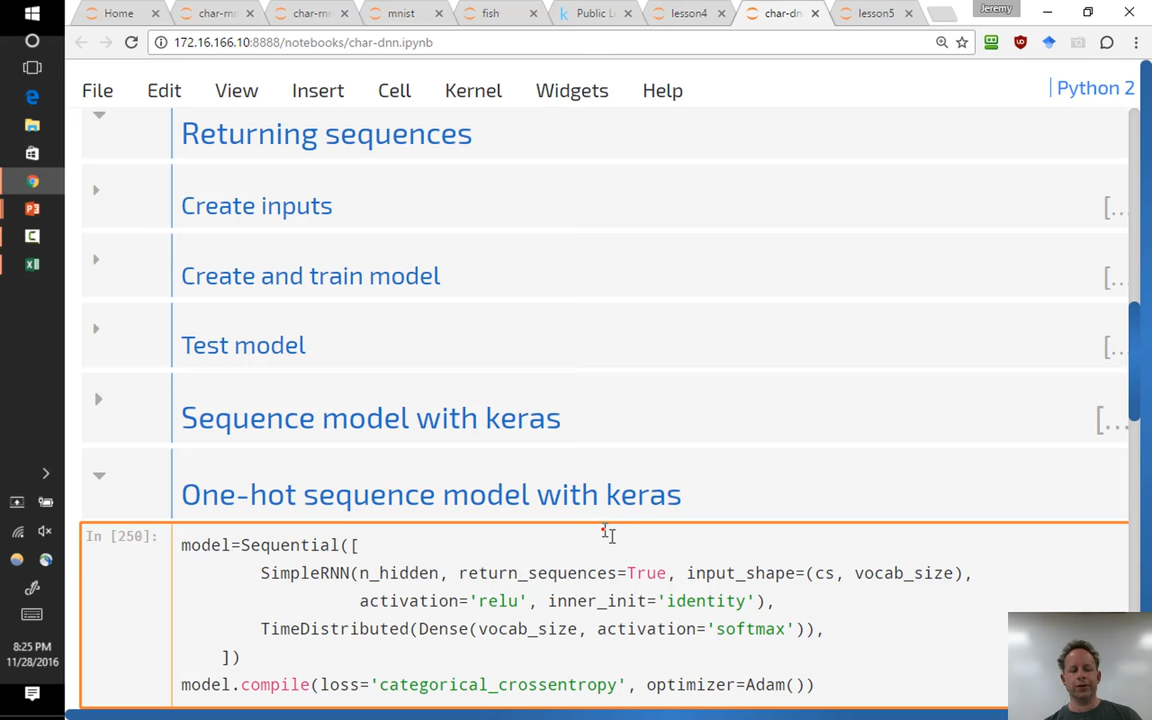 Home
char-rn
char-rn
mnist
fish
Public L
lesson4
char-dn
lesson5
Jeremy
172.16.166.10:8888/notebooks/char-dnn.ipynb
File Edit View Insert Cell Kernel Widgets Help
Python 2
Returning sequences
Create inputs
[...
Create and train model
[...
Test model
[...
Sequence model with keras
[...
One-hot sequence model with keras
In [250]:
model=Sequential([
SimpleRNN(n_hidden, return_sequences=True, input_shape=(cs, vocab_size),
activation='relu', inner_init='identity'),
TimeDistributed(Dense(vocab_size, activation='softmax')),
])
model.compile(loss='categorical_crossentropy', optimizer=Adam())
8:25 PM
11/28/2016